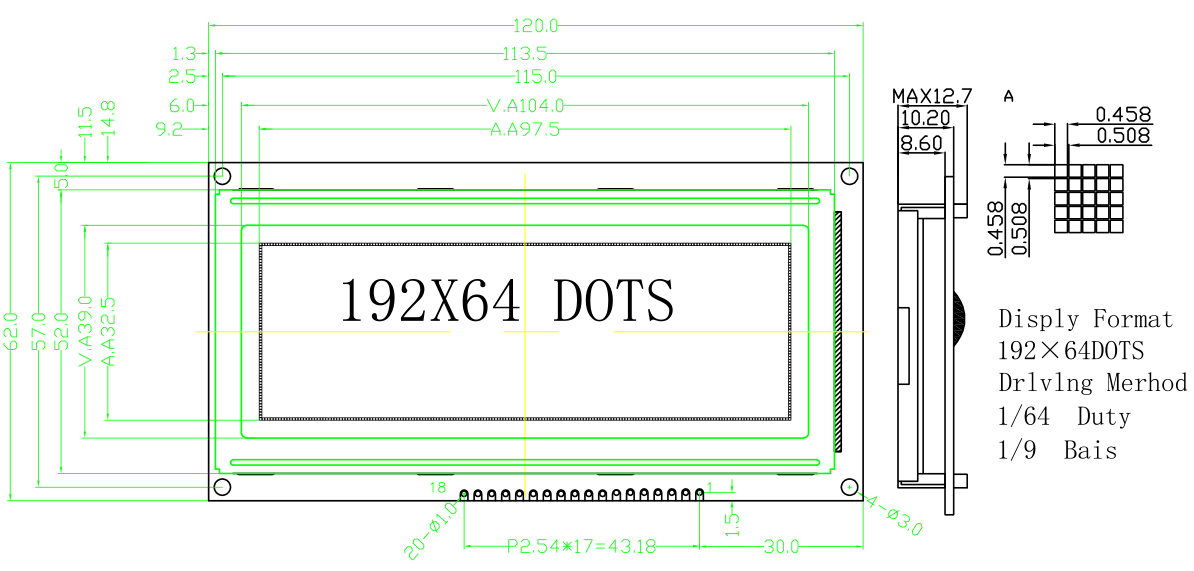 120.0
1.3
113.5
2.5
115.0
6.0
V.A104.0
9.2
A.A97.5
11.5
14.8
5.0
62.0
57.0
52.0
V.A39.0
A.A32.5
192X64 DOTS
18
1
20-Ø1.0
P2.54*17=43.18
1.5
30.0
4-Ø3.0
MAX12.7
10.20
8.60
A
0.458
0.508
0.458
0.508
Disply Format
192×64DOTS
Drlvlng Merhod
1/64 Duty
1/9 Bais